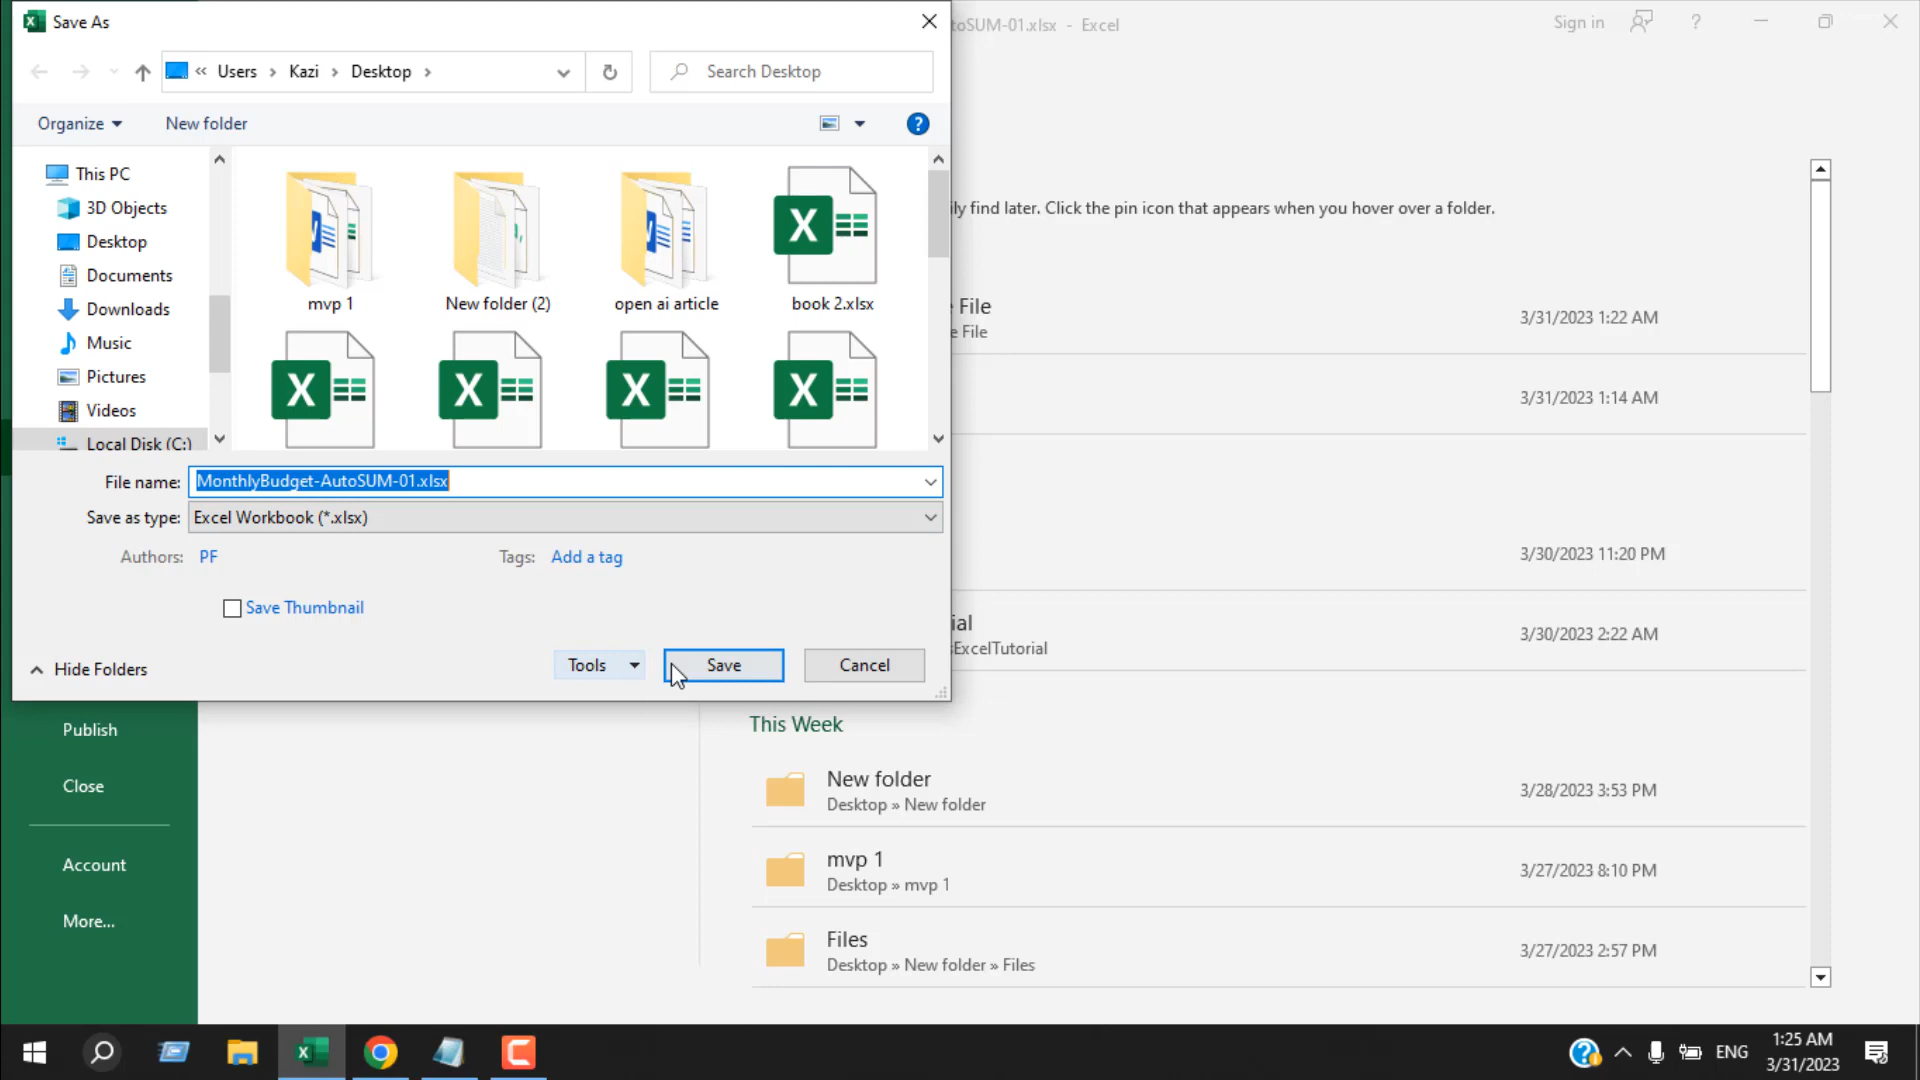 Save As
toSUM-01.xlsx - Excel
Sign in
?
« Users › Kazi › Desktop ›
Search Desktop
Organize
New folder
?
This PC
3D Objects
Desktop
Documents
Downloads
Music
Pictures
Videos
Local Disk (C:)
mvp 1
New folder (2)
open ai article
book 2.xlsx
X
X
X
X
X
File name:
MonthlyBudget-AutoSUM-01.xlsx
Save as type:
Excel Workbook (*.xlsx)
Authors:
PF
Tags:
Add a tag
Save Thumbnail
Hide Folders
Tools
Save
Cancel
ily find later. Click the pin icon that appears when you hover over a folder.
File
e File
3/31/2023 1:22 AM
3/31/2023 1:14 AM
3/30/2023 11:20 PM
ial
sExcelTutorial
3/30/2023 2:22 AM
This Week
New folder
Desktop » New folder
3/28/2023 3:53 PM
mvp 1
Desktop » mvp 1
3/27/2023 8:10 PM
Files
Desktop » New folder » Files
3/27/2023 2:57 PM
Publish
Close
Account
More...
ENG
1:25 AM
3/31/2023